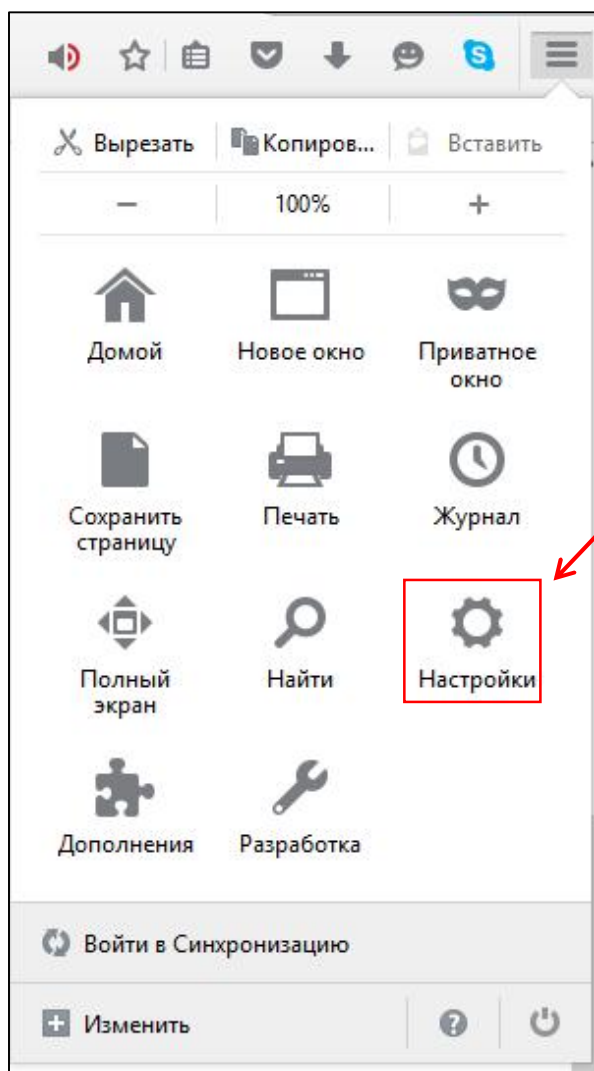 Вырезать Копиров... Вставить
− 100% +
Домой Новое окно Приватное
окно
Сохранить Печать Журнал
страницу
Полный Найти Настройки
экран
Дополнения Разработка
Войти в Синхронизацию
Изменить